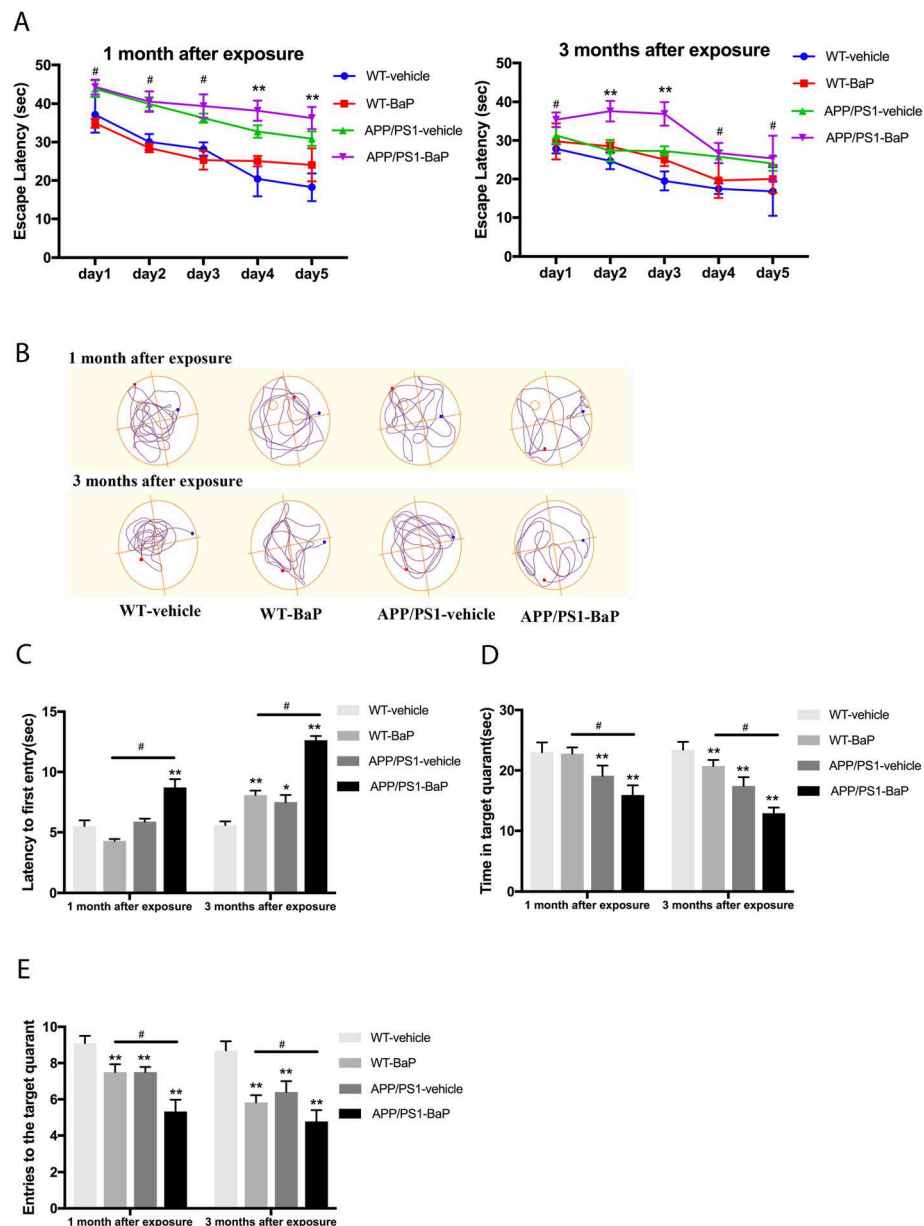 A
1 month after exposure
Escape Latency (sec)
50
40
30
20
10
0
# # # ** **
day1 day2 day3 day4 day5
WT-vehicle
WT-BaP
APP/PS1-vehicle
APP/PS1-BaP
3 months after exposure
Escape Latency (sec)
50
40
30
20
10
0
# ** ** # #
day1 day2 day3 day4 day5
WT-vehicle
WT-BaP
APP/PS1-vehicle
APP/PS1-BaP
B
1 month after exposure
3 months after exposure
WT-vehicle WT-BaP APP/PS1-vehicle APP/PS1-BaP
C
Latency to first entry(sec)
15
10
5
0
# **
# ** * **
1 month after exposure 3 months after exposure
WT-vehicle
WT-BaP
APP/PS1-vehicle
APP/PS1-BaP
D
Time in target quarant(sec)
30
20
10
0
# ** **
# ** ** **
1 month after exposure 3 months after exposure
WT-vehicle
WT-BaP
APP/PS1-vehicle
APP/PS1-BaP
E
Entries to the target quarant
10
8
6
4
2
0
# ** ** **
# ** ** **
1 month after exposure 3 months after exposure
WT-vehicle
WT-BaP
APP/PS1-vehicle
APP/PS1-BaP